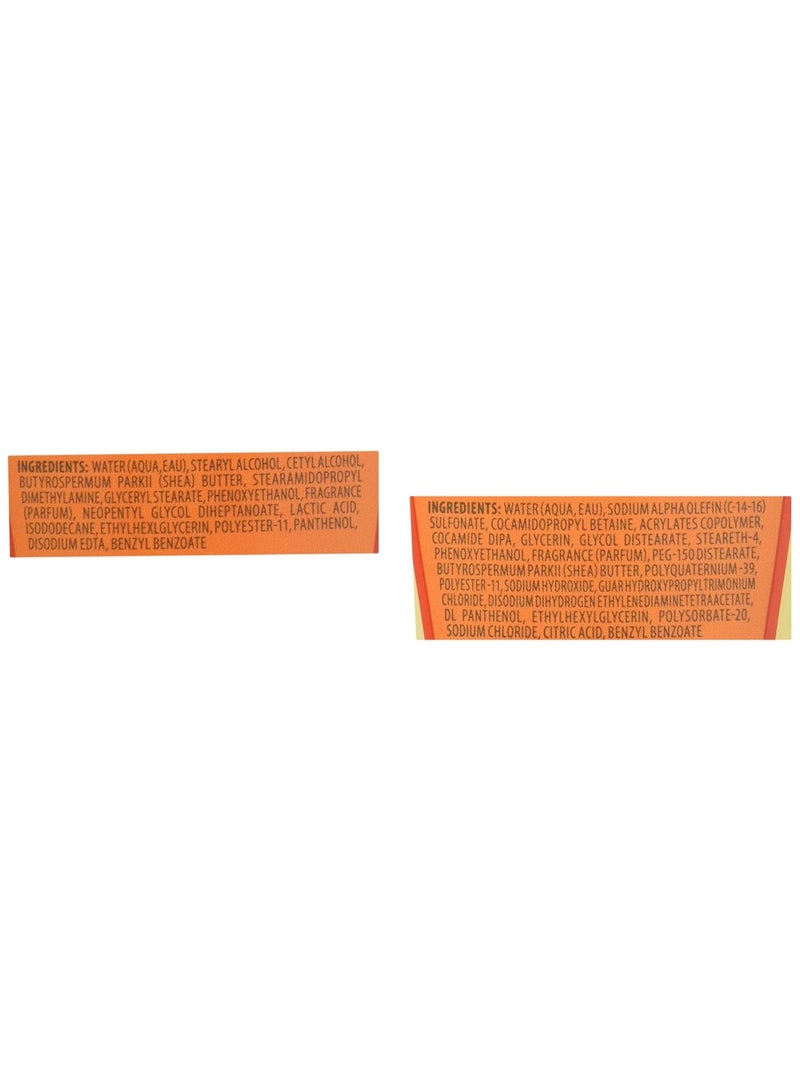 INGREDIENTS: WATER (AQUA,EAU), STEARYL ALCOHOL, CETYL ALCOHOL,
BUTYROSPERMUM PARKII (SHEA) BUTTER, STEARAMIDOPROPYL
DIMETHYLAMINE, GLYCERYL STEARATE, PHENOXYETHANOL, FRAGRANCE
(PARFUM), NEOPENTYL GLYCOL DIHEPTANOATE, LACTIC ACID,
ISODODECANE, ETHYLHEXLGLYCERIN, POLYESTER-11, PANTHENOL,
DISODIUM EDTA, BENZYL BENZOATE
INGREDIENTS: WATER (AQUA, EAU), SODIUM ALPHA OLEFIN (C-14-16)
SULFONATE, COCAMIDOPROPYL BETAINE, ACRYLATES COPOLYMER,
COCAMIDE DIPA, GLYCERIN, GLYCOL DISTEARATE, STEARETH-4,
PHENOXYETHANOL, FRAGRANCE (PARFUM), PEG-150 DISTEARATE,
BUTYROSPERMUM PARKII (SHEA) BUTTER, POLYQUATERNIUM -39,
POLYESTER-11, SODIUM HYDROXIDE, GUAR HYDROXYPROPYLTRIMONIUM
CHLORIDE, DISODIUM DIHYDROGEN ETHYLENEDIAMINETETRAACETATE,
DL PANTHENOL, ETHYLHEXYLGLYCERIN, POLYSORBATE-20,
SODIUM CHLORIDE, CITRIC ACID, BENZYL BENZOATE